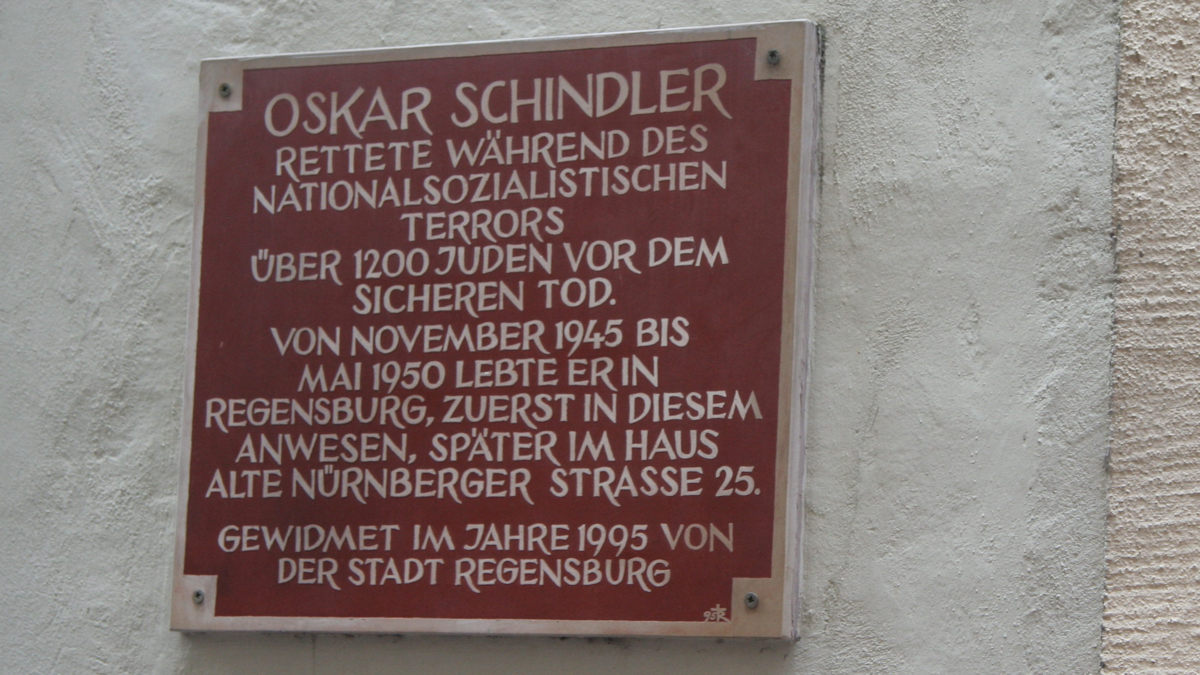 OSKAR SCHINDLER
RETTETE WÄHREND DES
NATIONALSOZIALISTISCHEN
TERRORS
ÜBER 1200 JUDEN VOR DEM
SICHEREN TOD.
VON NOVEMBER 1945 BIS
MAI 1950 LEBTE ER IN
REGENSBURG, ZUERST IN DIESEM
ANWESEN, SPÄTER IM HAUS
ALTE NÜRNBERGER STRASSE 25.
GEWIDMET IM JAHRE 1995 VON
DER STADT REGENSBURG